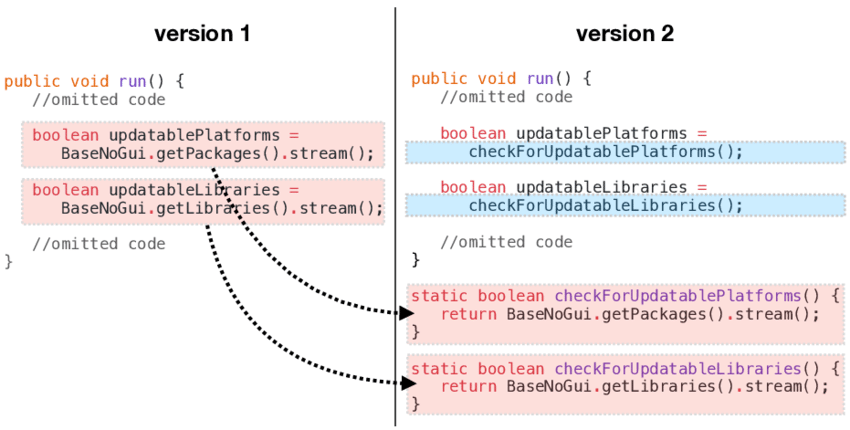 version 1
public void run() {
//omitted code
boolean updatablePlatforms =
BaseNoGui.getPackages().stream();
boolean updateableLibraries =
BaseNoGui.getLibraries().stream();
//omitted code
}
version 2
public void run() {
//omitted code
boolean updatablePlatforms =
checkForUpdatablePlatforms();
boolean updateableLibraries =
checkForUpdatableLibraries();
//omitted code
}
static boolean checkForUpdatablePlatforms() {
return BaseNoGui.getPackages().stream();
}
static boolean checkForUpdatableLibraries() {
return BaseNoGui.getLibraries().stream();
}